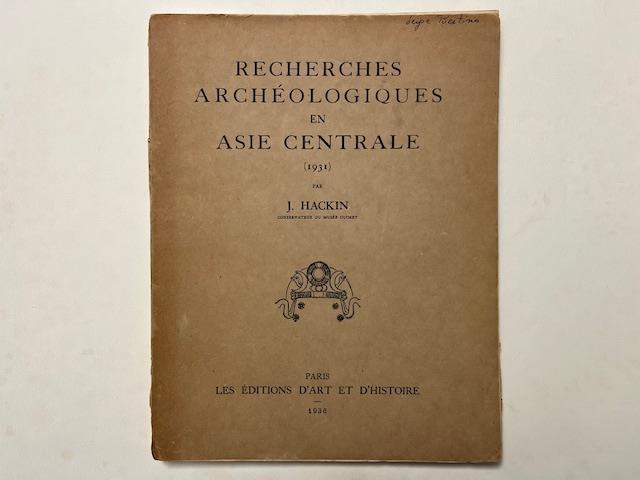 RECHERCHES
ARCHÉOLOGIQUES
EN
ASIE CENTRALE
(1931)
PAR
J. HACKIN
CONSERVATEUR DU MUSÉE GUIMET
PARIS
LES ÉDITIONS D'ART ET D'HISTOIRE
1936